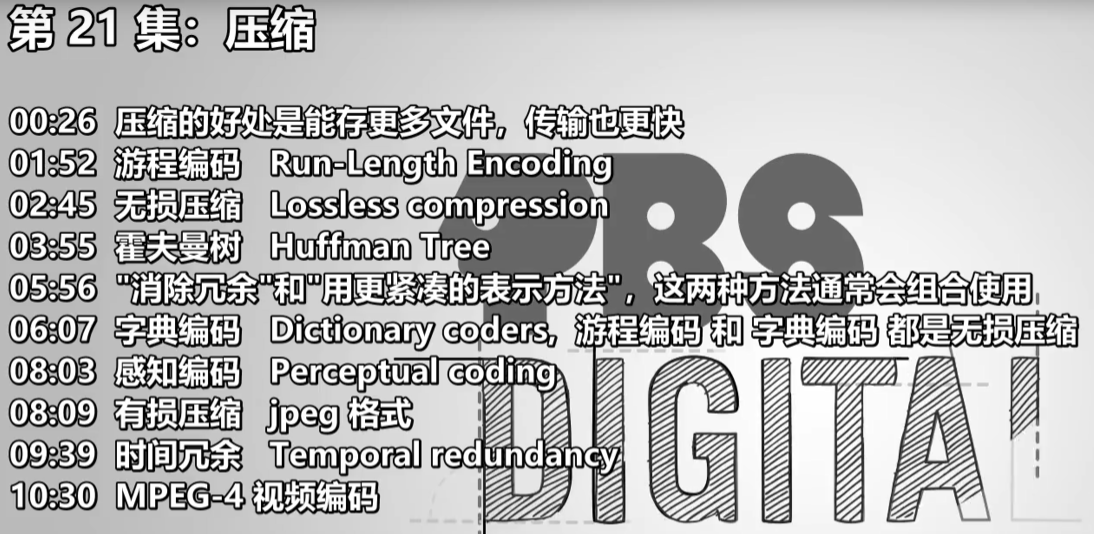 第 21 集：压缩
00:26 压缩的好处是能存更多文件，传输也更快
01:52 游程编码 Run-Length Encoding
02:45 无损压缩 Lossless compression
03:55 霍夫曼树 Huffman Tree
05:56 "消除冗余"和"用更紧凑的表示方法"，这两种方法通常会组合使用
06:07 字典编码 Dictionary coders, 游程编码 和 字典编码 都是无损压缩
08:03 感知编码 Perceptual coding
08:09 有损压缩 jpeg 格式
09:39 时间冗余 Temporal redundancy
10:30 MPEG-4 视频编码
PBS
DIGITAL